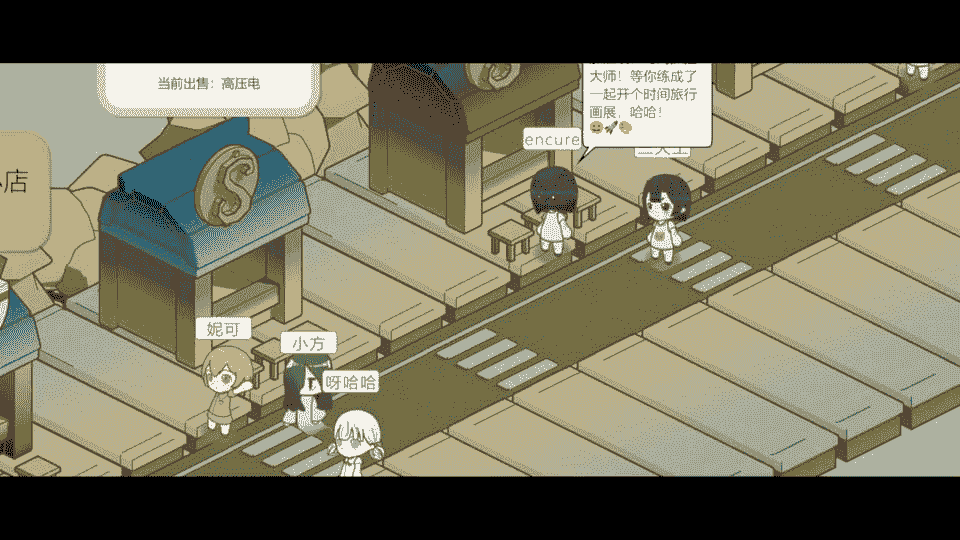 当前出售：高压电
大师！等你练成了
一起开个时间旅行
画展，哈哈！
😀🚀🎨
encure
小店
妮可
小方
呀哈哈